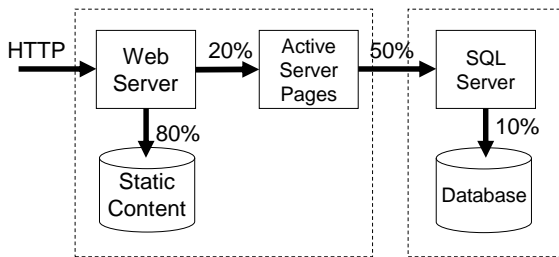 HTTP
Web
Server
20%
Active
Server
Pages
50%
SQL
Server
80%
Static
Content
10%
Database